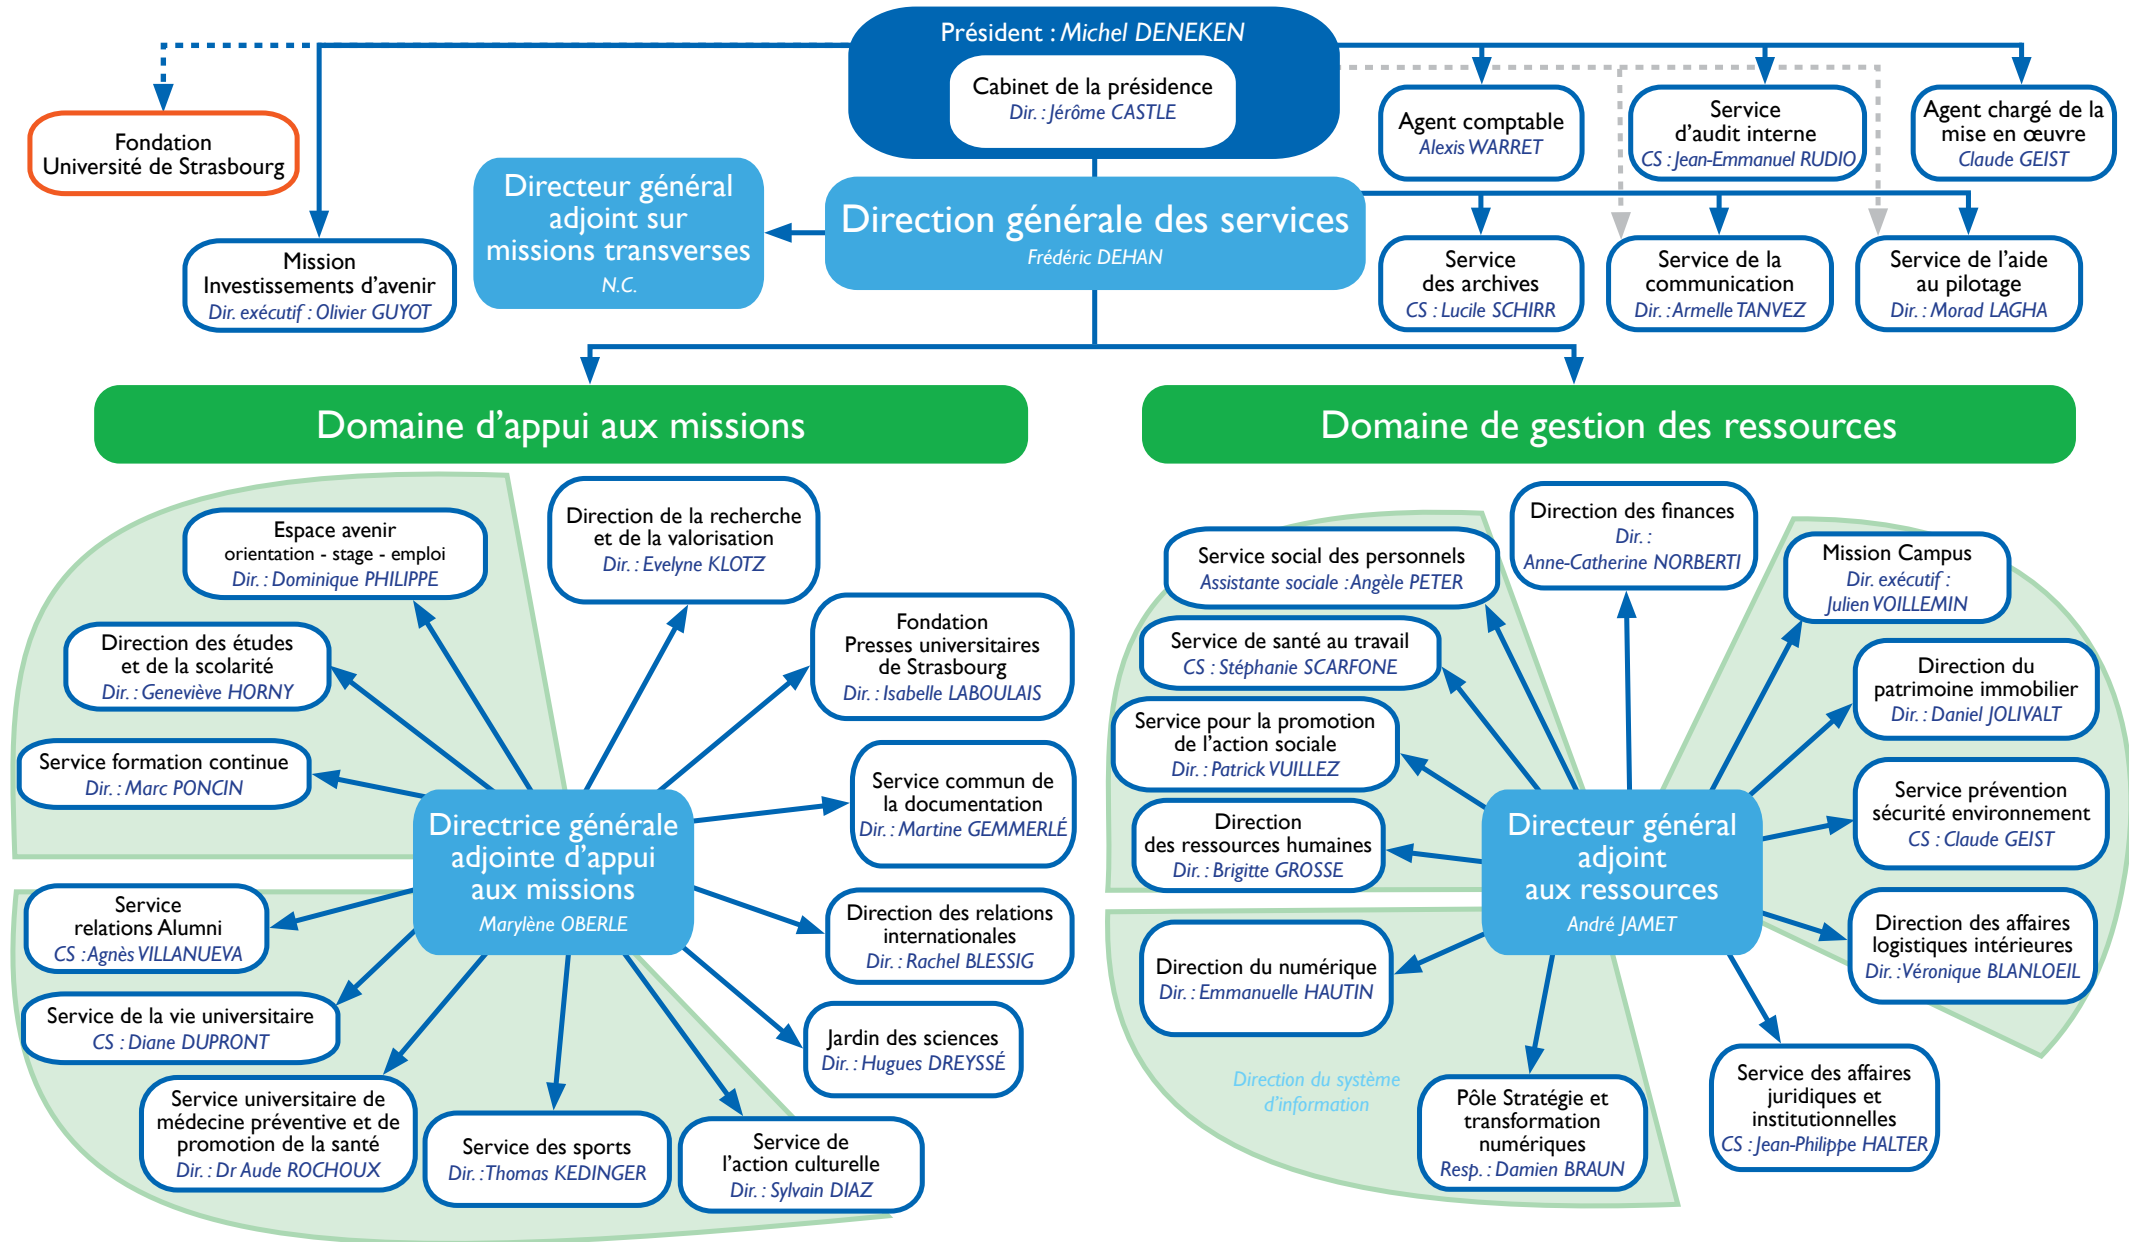 Président : Michel DENEKEN
Cabinet de la présidence
Dir. : Jérôme CASTLE
Fondation
Université de Strasbourg
Mission
Investissements d'avenir
Dir. exécutif : Olivier GUYOT
Directeur général
adjoint sur
missions transverses
N.C.
Direction générale des services
Frédéric DEHAN
Agent comptable
Alexis WARRET
Service
d'audit interne
CS : Jean-Emmanuel RUDIO
Agent chargé de la
mise en œuvre
Claude GEIST
Service
des archives
CS : Lucile SCHIRR
Service de la
communication
Dir. : Armelle TANVEZ
Service de l'aide
au pilotage
Dir. : Morad LAGHA
Domaine d'appui aux missions
Espace avenir
orientation - stage - emploi
Dir. : Dominique PHILIPPE
Direction de la recherche
et de la valorisation
Dir. : Evelyne KLOTZ
Direction des études
et de la scolarité
Dir. : Geneviève HORNY
Fondation
Presses universitaires
de Strasbourg
Dir. : Isabelle LABOULAIS
Service formation continue
Dir. : Marc PONCIN
Service commun de
la documentation
Dir. : Martine GEMMERLÉ
Directrice générale
adjointe d'appui
aux missions
Marylène OBERLE
Service
relations Alumni
CS : Agnès VILLANUEVA
Direction des relations
internationales
Dir. : Rachel BLESSIG
Service de la vie universitaire
CS : Diane DUPRONT
Jardin des sciences
Dir. : Hugues DREYSSÉ
Service universitaire de
médecine préventive et de
promotion de la santé
Dir. : Dr Aude ROCHOUX
Service des sports
Dir. : Thomas KEDINGER
Service de
l'action culturelle
Dir. : Sylvain DIAZ
Domaine de gestion des ressources
Service social des personnels
Assistante sociale : Angèle PETER
Direction des finances
Dir. :
Anne-Catherine NORBERTI
Mission Campus
Dir. exécutif :
Julien VOILLEMIN
Service de santé au travail
CS : Stéphanie SCARFONE
Direction du
patrimoine immobilier
Dir. : Daniel JOLIVALT
Service pour la promotion
de l'action sociale
Dir. : Patrick VUILLEZ
Service prévention
sécurité environnement
CS : Claude GEIST
Direction
des ressources humaines
Dir. : Brigitte GROSSE
Directeur général
adjoint
aux ressources
André JAMET
Direction des affaires
logistiques intérieures
Dir. : Véronique BLANLOEIL
Direction du numérique
Dir. : Emmanuelle HAUTIN
Direction du système
d'information
Pôle Stratégie et
transformation
numériques
Resp. : Damien BRAUN
Service des affaires
juridiques et
institutionnelles
CS : Jean-Philippe HALTER